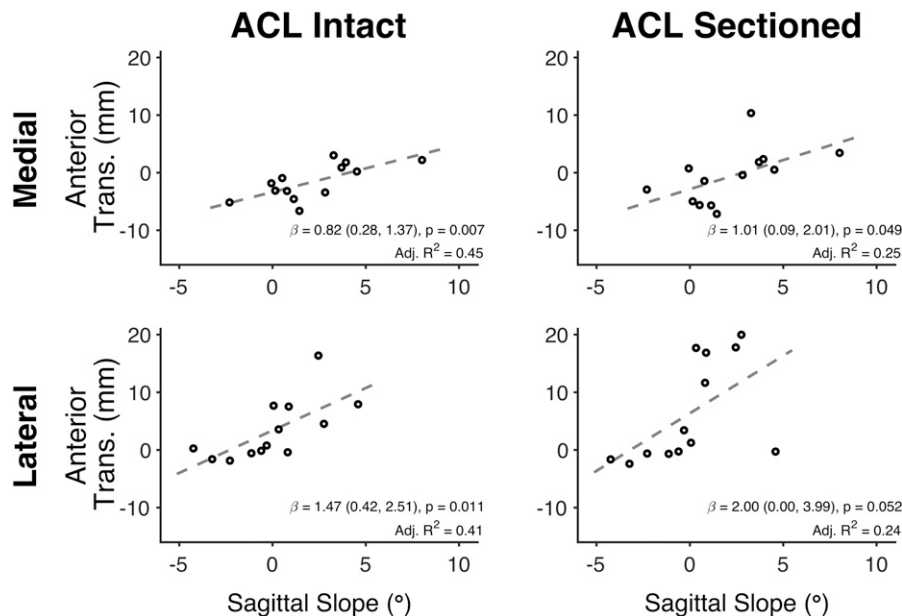 ACL Intact
ACL Sectioned
Medial
Anterior
Trans. (mm)
20
10
0
-10
β = 0.82 (0.28, 1.37), p = 0.007
Adj. R² = 0.45
-5
0
5
10
20
10
0
-10
β = 1.01 (0.09, 2.01), p = 0.049
Adj. R² = 0.25
-5
0
5
10
Lateral
Anterior
Trans. (mm)
20
10
0
-10
β = 1.47 (0.42, 2.51), p = 0.011
Adj. R² = 0.41
-5
0
5
10
Sagittal Slope (°)
20
10
0
-10
β = 2.00 (0.00, 3.99), p = 0.052
Adj. R² = 0.24
-5
0
5
10
Sagittal Slope (°)